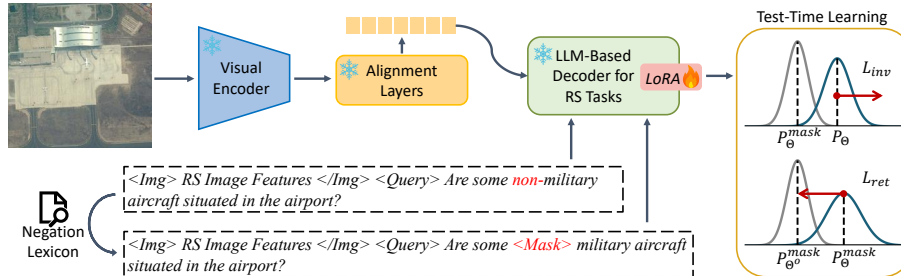 Test-Time Learning
Visual
Encoder
Alignment
Layers
LLM-Based
Decoder for
RS Tasks
LoRA
L_inv
P_Θ^mask P_Θ
L_ret
P_Θ^o^mask P_Θ^mask
Negation
Lexicon
<Img> RS Image Features </Img> <Query> Are some non-military
aircraft situated in the airport?
<Img> RS Image Features </Img> <Query> Are some <Mask> military aircraft
situated in the airport?